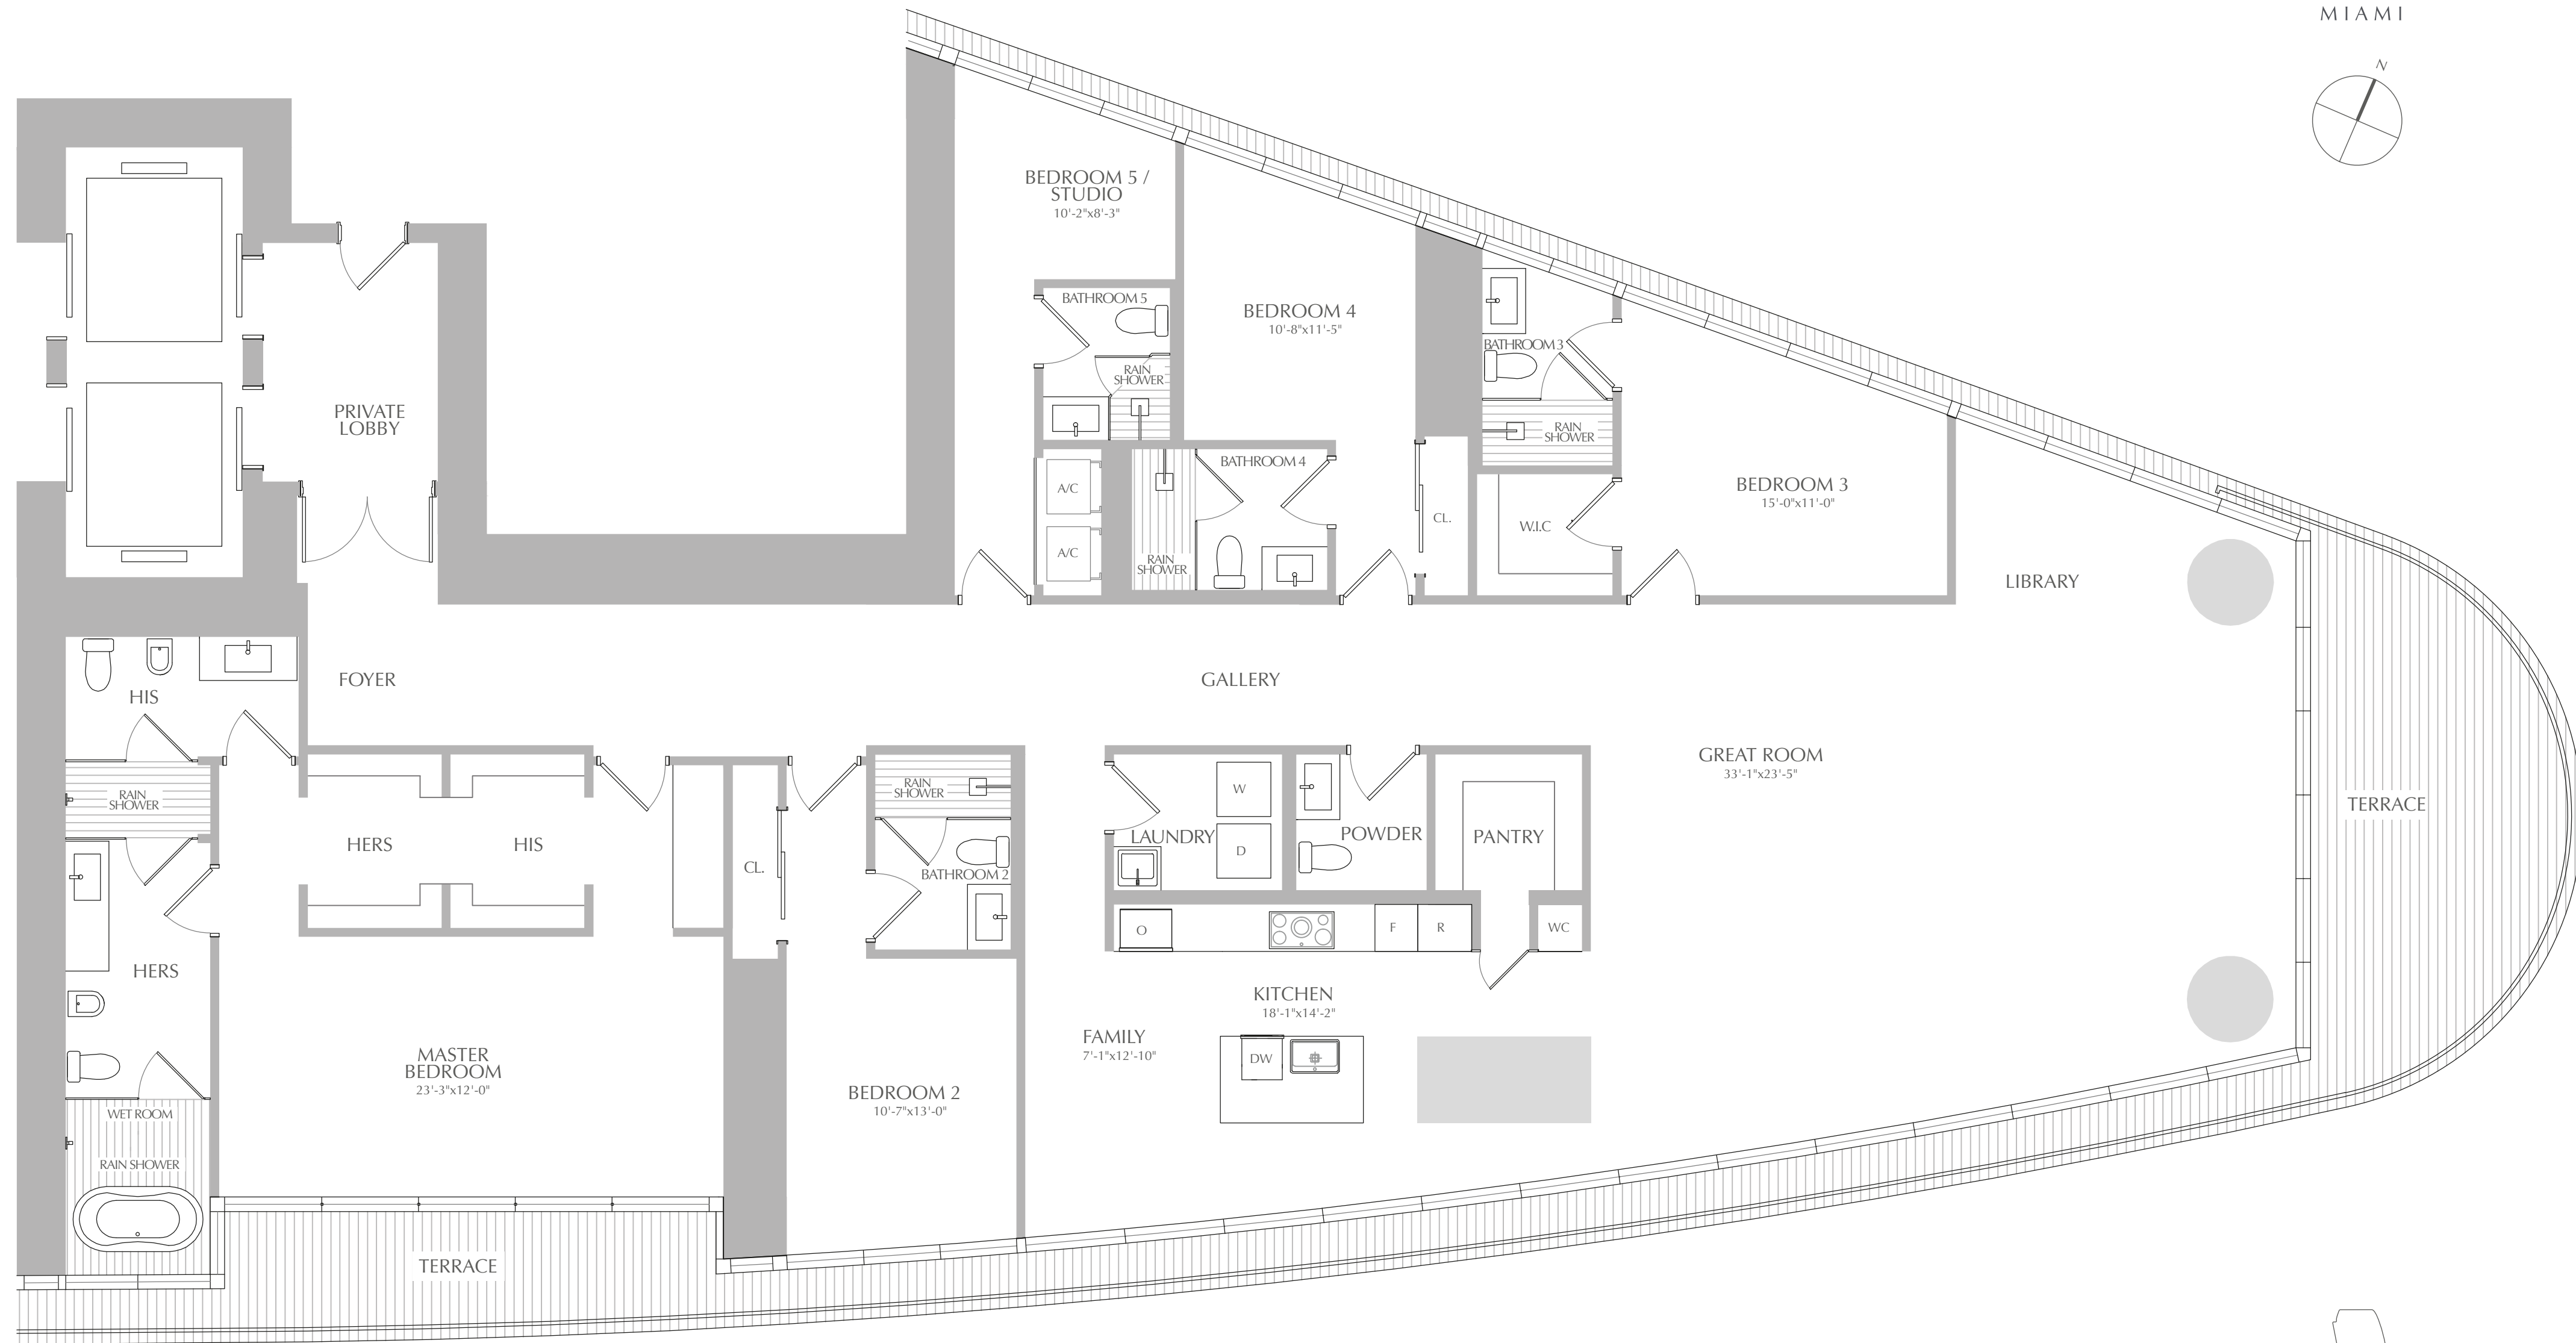 MIAMI
N
BEDROOM 5 /
STUDIO
10'-2"x8'-3"
BATHROOM 5
RAIN
SHOWER
BEDROOM 4
10'-8"x11'-5"
BATHROOM 3
RAIN
SHOWER
PRIVATE
LOBBY
A/C
A/C
BATHROOM 4
RAIN
SHOWER
CL.
W.I.C
BEDROOM 3
15'-0"x11'-0"
LIBRARY
HIS
FOYER
GALLERY
GREAT ROOM
33'-1"x23'-5"
TERRACE
RAIN
SHOWER
HERS
HIS
CL.
RAIN
SHOWER
BATHROOM 2
LAUNDRY
W
D
POWDER
PANTRY
O
F
R
WC
HERS
KITCHEN
18'-1"x14'-2"
FAMILY
7'-1"x12'-10"
DW
MASTER
BEDROOM
23'-3"x12'-0"
BEDROOM 2
10'-7"x13'-0"
WET ROOM
RAIN SHOWER
TERRACE